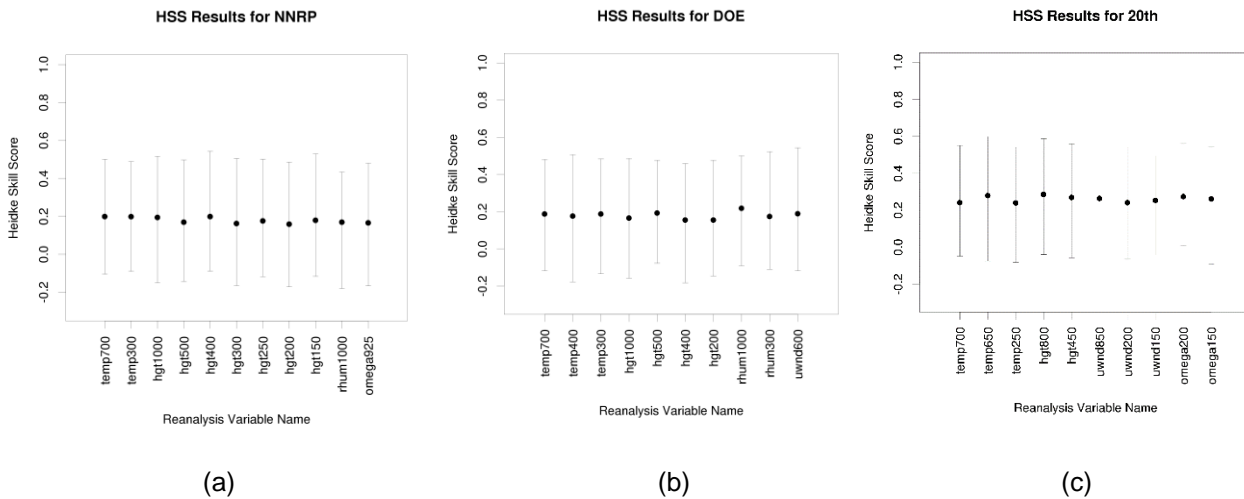 HSS Results for NNRP
Heidke Skill Score
1.0
0.8
0.6
0.4
0.2
0.0
-0.2
temp700
temp300
hgt1000
hgt500
hgt400
hgt300
hgt250
hgt200
hgt150
rhum1000
omega925
Reanalysis Variable Name
(a)
HSS Results for DOE
Heidke Skill Score
1.0
0.8
0.6
0.4
0.2
0.0
-0.2
temp700
temp400
temp300
hgt1000
hgt500
hgt400
hgt200
rhum1000
rhum300
uwnd600
Reanalysis Variable Name
(b)
HSS Results for 20th
Heidke Skill Score
1.0
0.8
0.6
0.4
0.2
0.0
-0.2
temp700
temp650
temp250
hgt800
hgt450
uwnd850
uwnd200
uwnd150
omega200
omega150
Reanalysis Variable Name
(c)